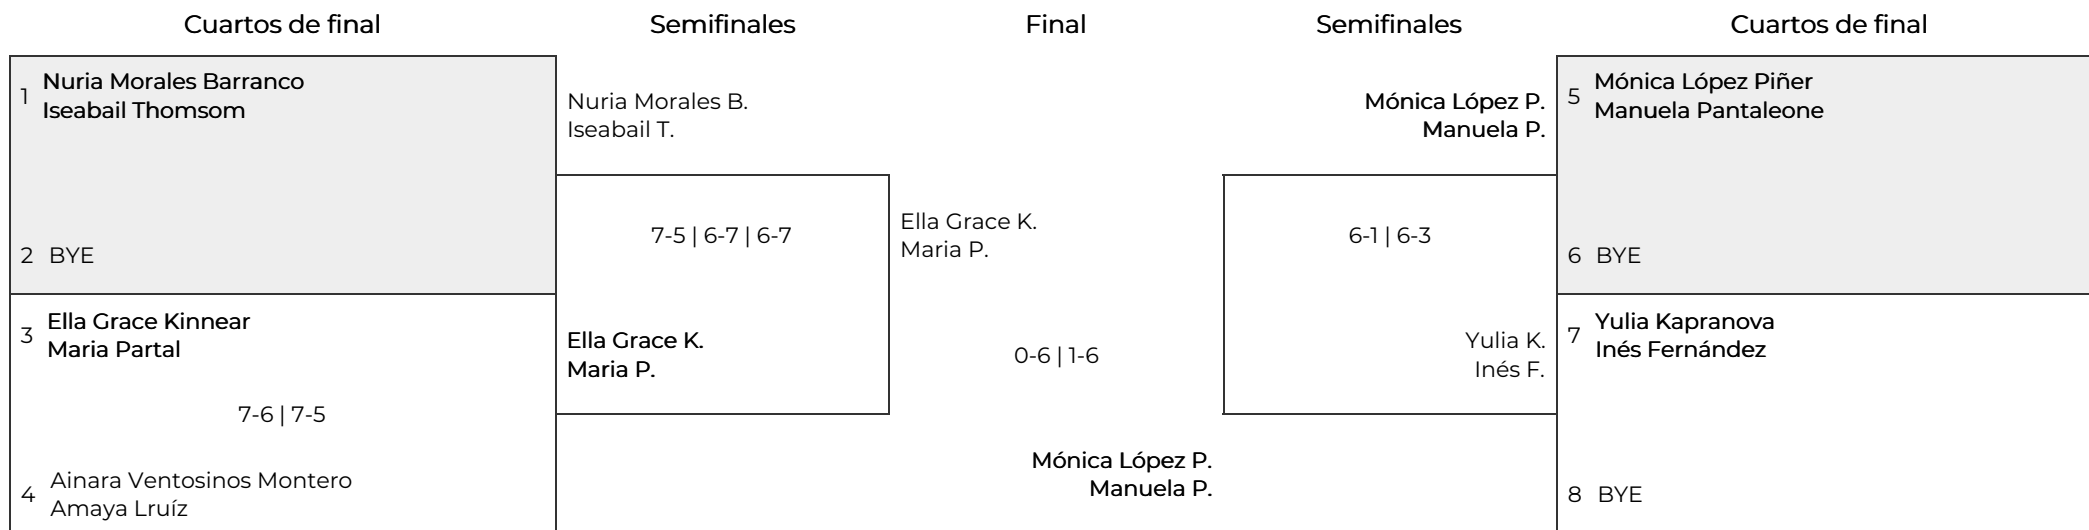 Cuartos de final
Semifinales
Final
Semifinales
Cuartos de final
1
Nuria Morales Barranco
Iseabail Thomsom
2 BYE
3
Ella Grace Kinnear
Maria Partal
7-6 | 7-5
4
Ainara Ventosinos Montero
Amaya Lruíz
Nuria Morales B.
Iseabail T.
7-5 | 6-7 | 6-7
Ella Grace K.
Maria P.
Ella Grace K.
Maria P.
0-6 | 1-6
Mónica López P.
Manuela P.
Mónica López P.
Manuela P.
6-1 | 6-3
Yulia K.
Inés F.
5
Mónica López Piñer
Manuela Pantaleone
6 BYE
7
Yulia Kapranova
Inés Fernández
8 BYE